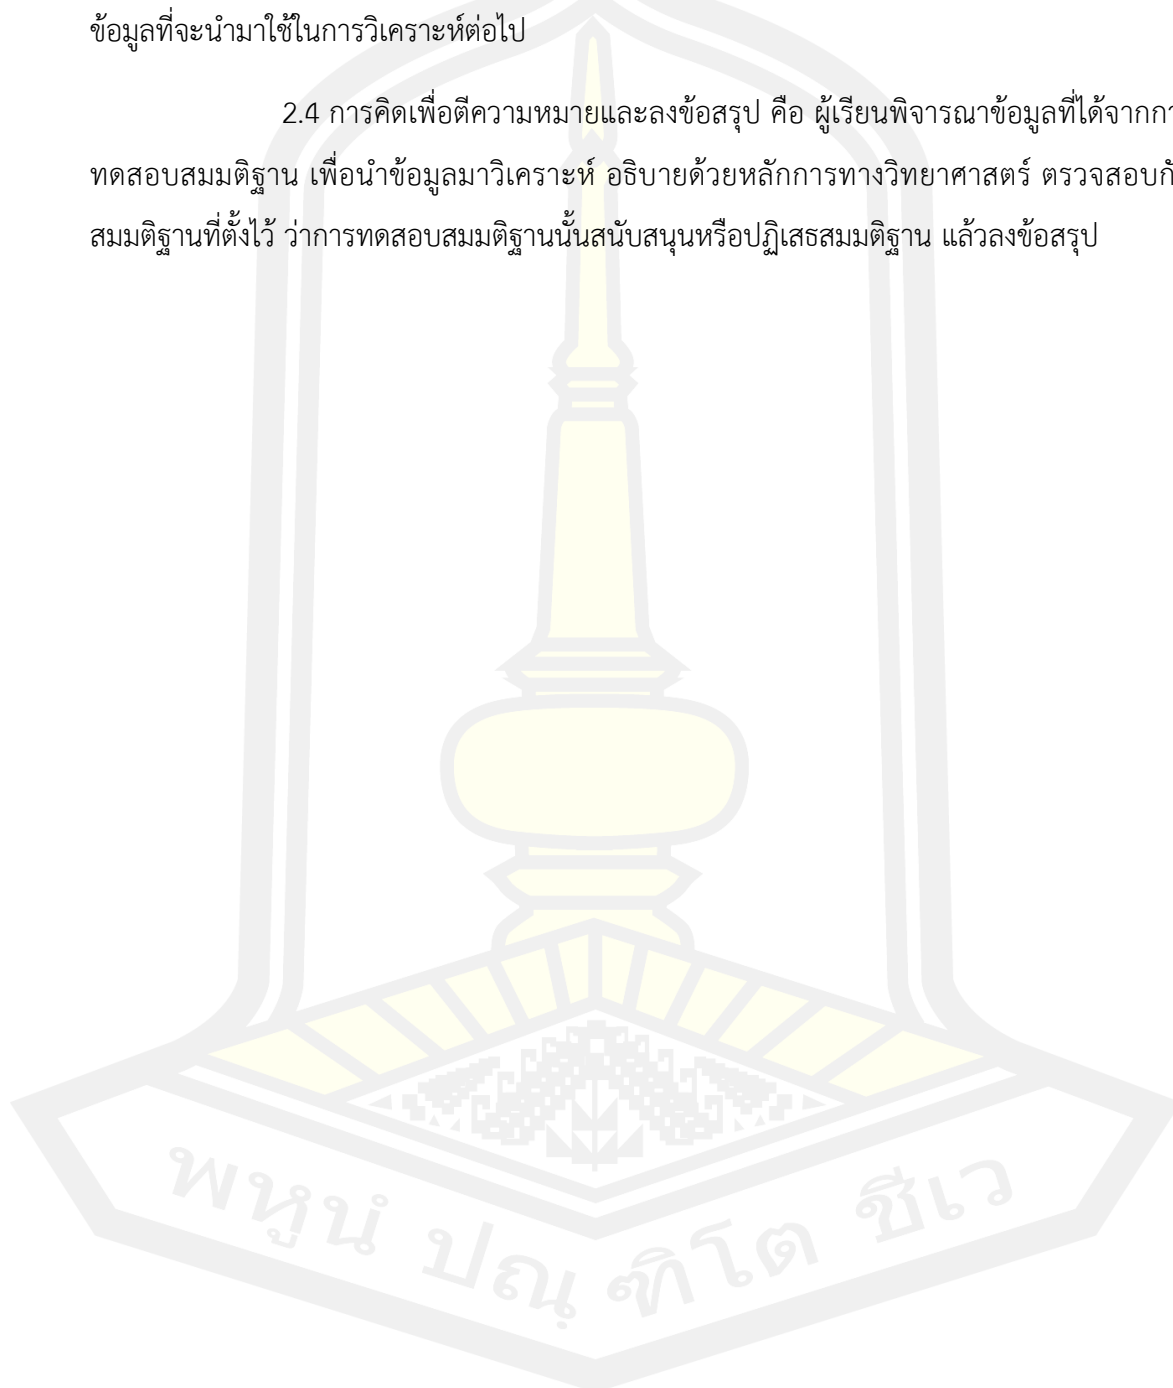 ข้อมูลที่จะนำมาใช้ในการวิเคราะห์ต่อไป
2.4 การคิดเพื่อตีความหมายและลงข้อสรุป คือ ผู้เรียนพิจารณาข้อมูลที่ได้จากกา
ทดสอบสมมติฐาน เพื่อนำข้อมูลมาวิเคราะห์ อธิบายด้วยหลักการทางวิทยาศาสตร์ ตรวจสอบกั
สมมติฐานที่ตั้งไว้ ว่าการทดสอบสมมติฐานนั้นสนับสนุนหรือปฏิเสธสมมติฐาน แล้วลงข้อสรุป
พหูนํ ปณฺฑิโต ชีเว